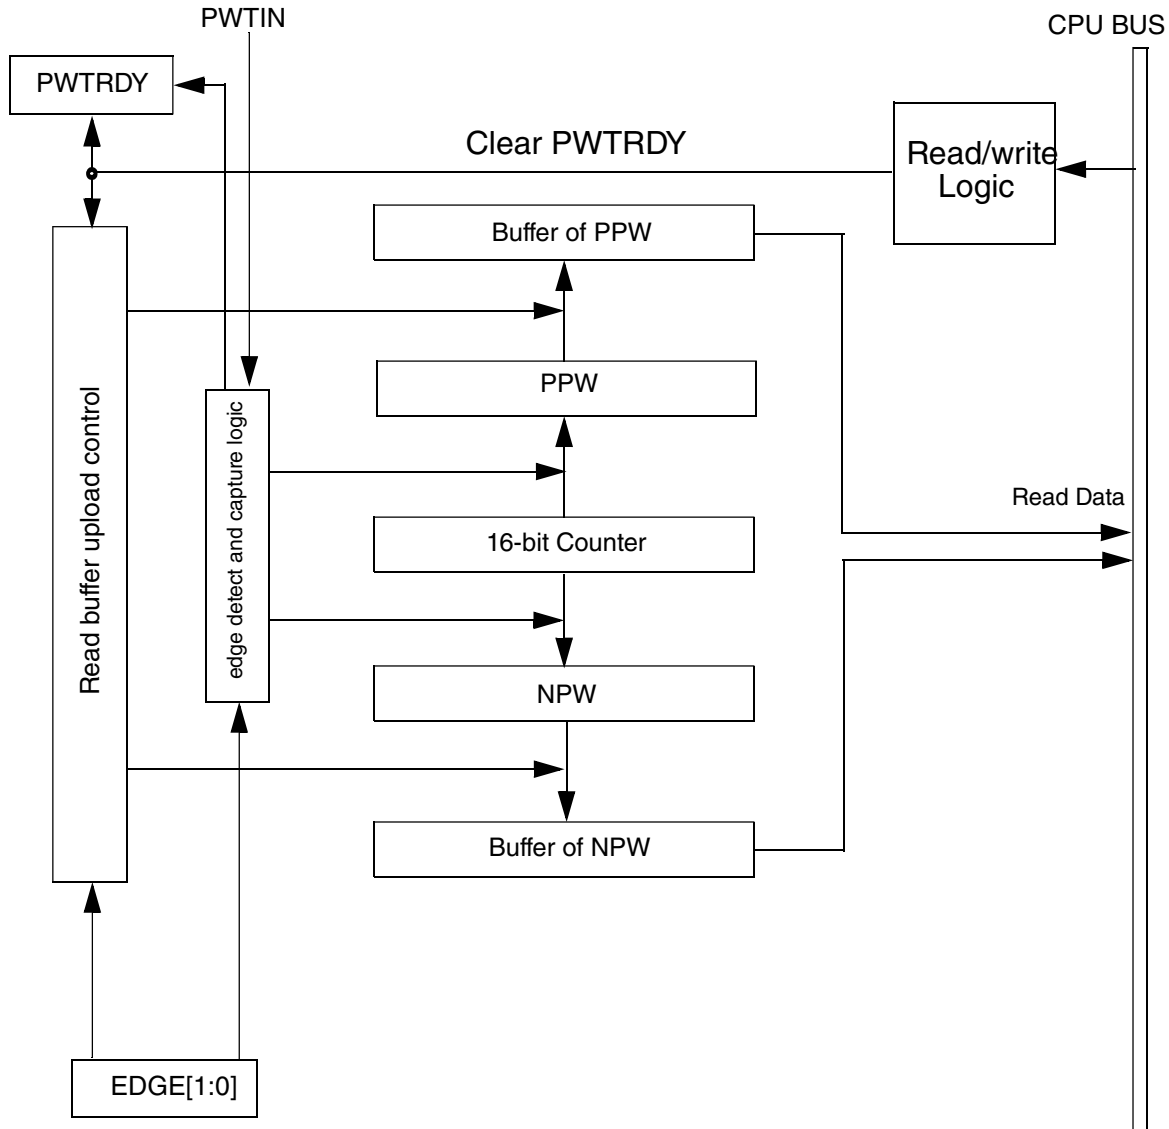 PWTIN
CPU BUS
PWTRDY
Clear PWTRDY
Read/write
Logic
Buffer of PPW
PPW
Read buffer upload control
edge detect and capture logic
Read Data
16-bit Counter
NPW
Buffer of NPW
EDGE[1:0]